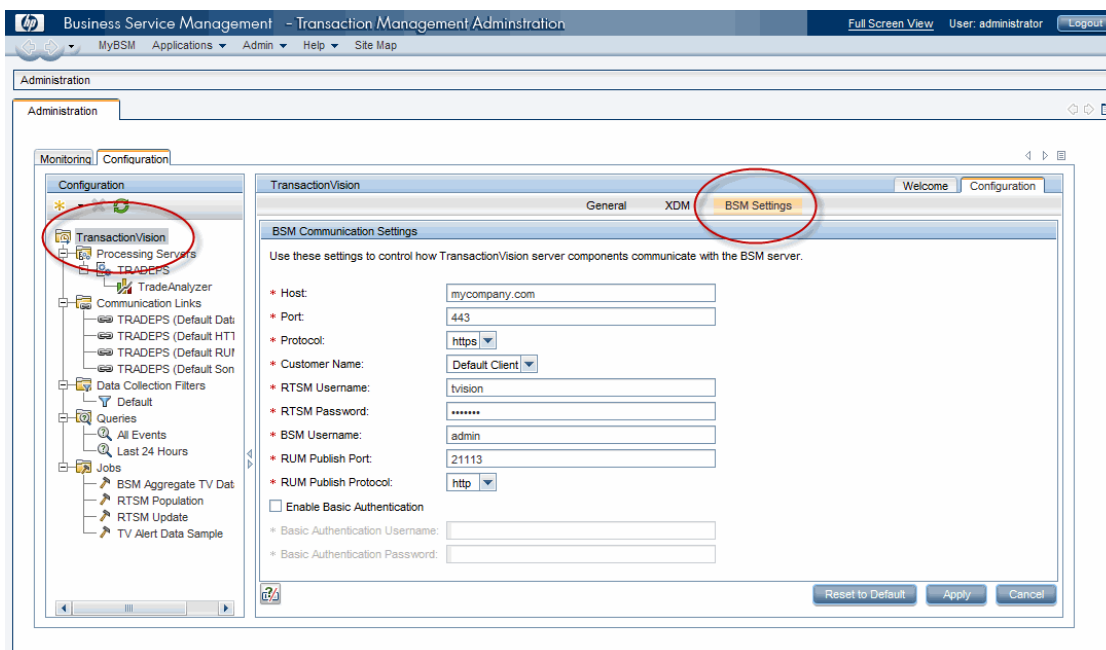 hp Business Service Management - Transaction Management Adminstration Full Screen View User: administrator Logout
MyBSM Applications Admin Help Site Map
Administration
Administration
Monitoring Configuration
Configuration
TransactionVision
Processing Servers
TRADEPS
TradeAnalyzer
Communication Links
TRADEPS (Default Dat
TRADEPS (Default HTT
TRADEPS (Default RUM
TRADEPS (Default Son
Data Collection Filters
Default
Queries
All Events
Last 24 Hours
Jobs
BSM Aggregate TV Dat
RTSM Population
RTSM Update
TV Alert Data Sample
TransactionVision Welcome Configuration
General XDM BSM Settings
BSM Communication Settings
Use these settings to control how TransactionVision server components communicate with the BSM server.
* Host: mycompany.com
* Port: 443
* Protocol: https
* Customer Name: Default Client
* RTSM Username: tvision
* RTSM Password: •••••••
* BSM Username: admin
* RUM Publish Port: 21113
* RUM Publish Protocol: http
Enable Basic Authentication
* Basic Authentication Username:
* Basic Authentication Password:
Reset to Default Apply Cancel